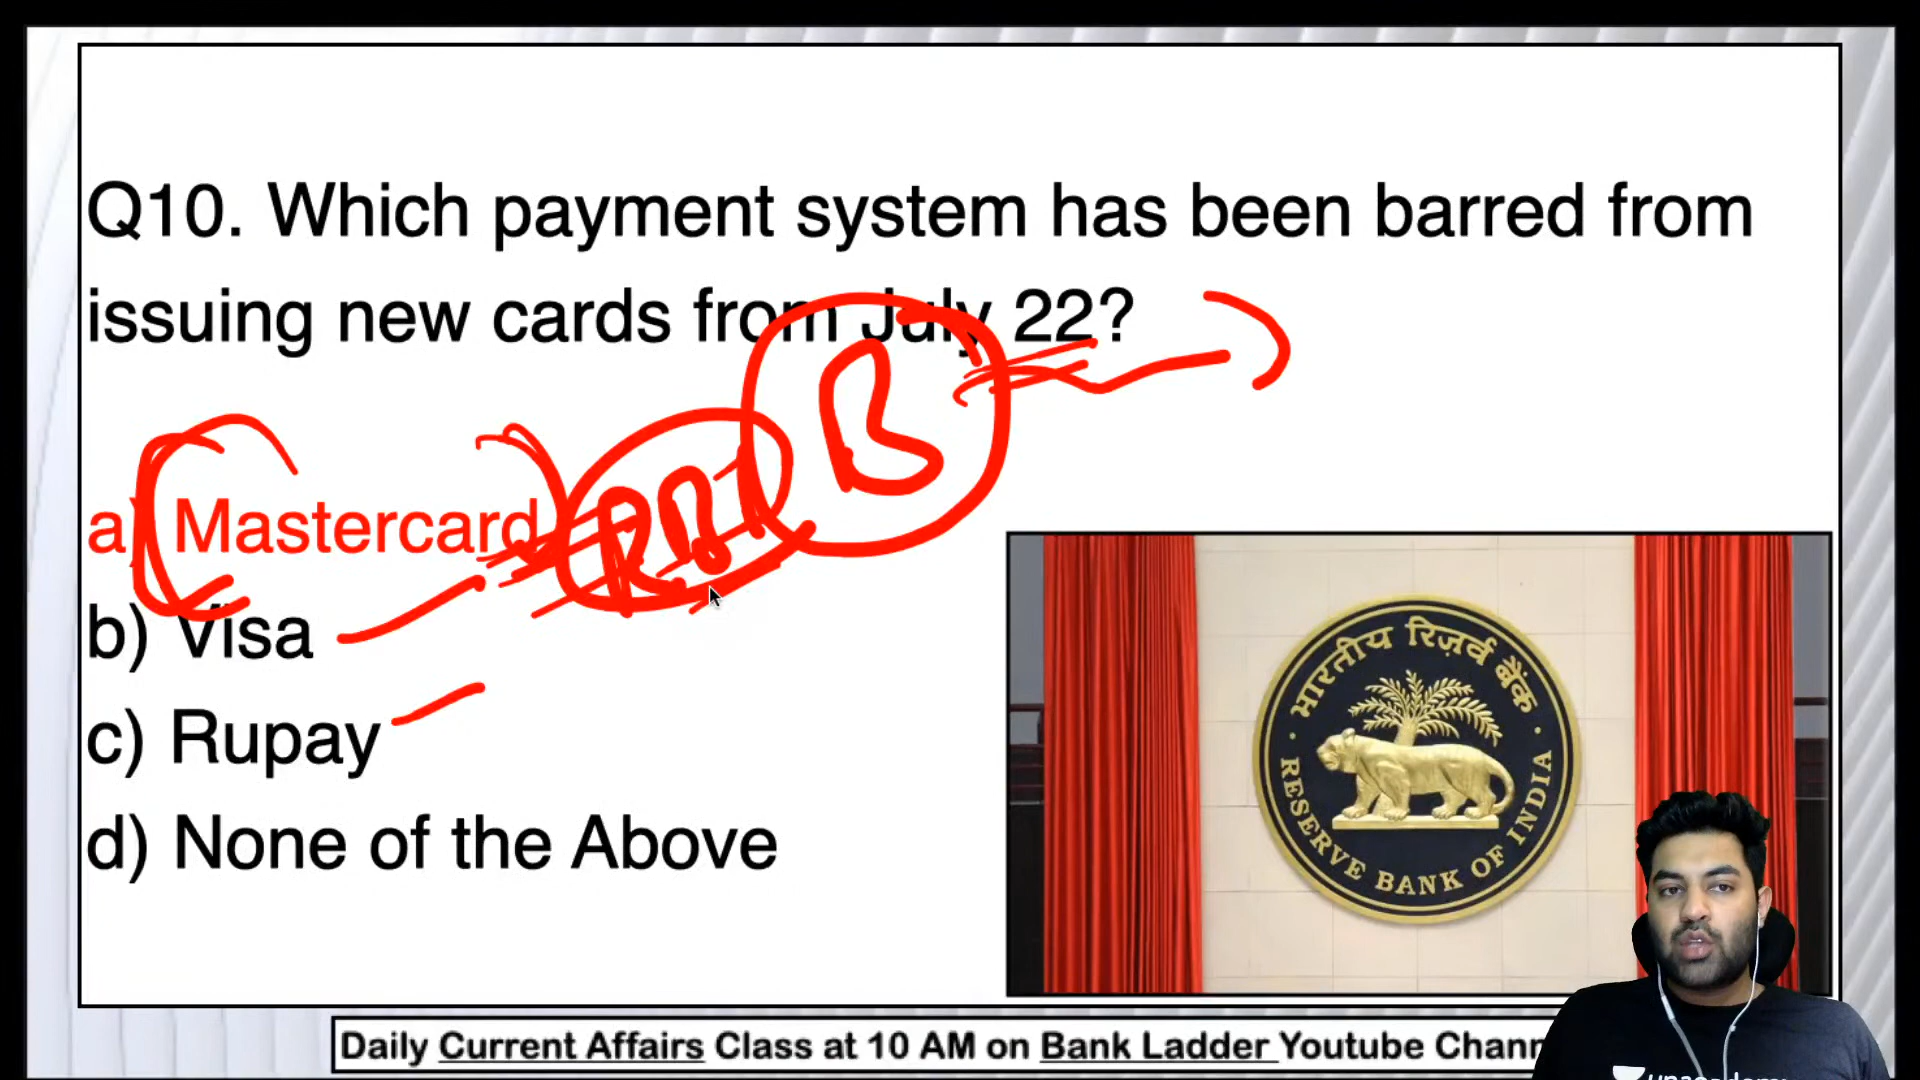 Q10. Which payment system has been barred from
issuing new cards from July 22?
B
a) Mastercard
RBI
b) Visa
c) Rupay
d) None of the Above
भारतीय रिज़र्व बैंक
RESERVE BANK OF INDIA
Daily Current Affairs Class at 10 AM on Bank Ladder Youtube Chann